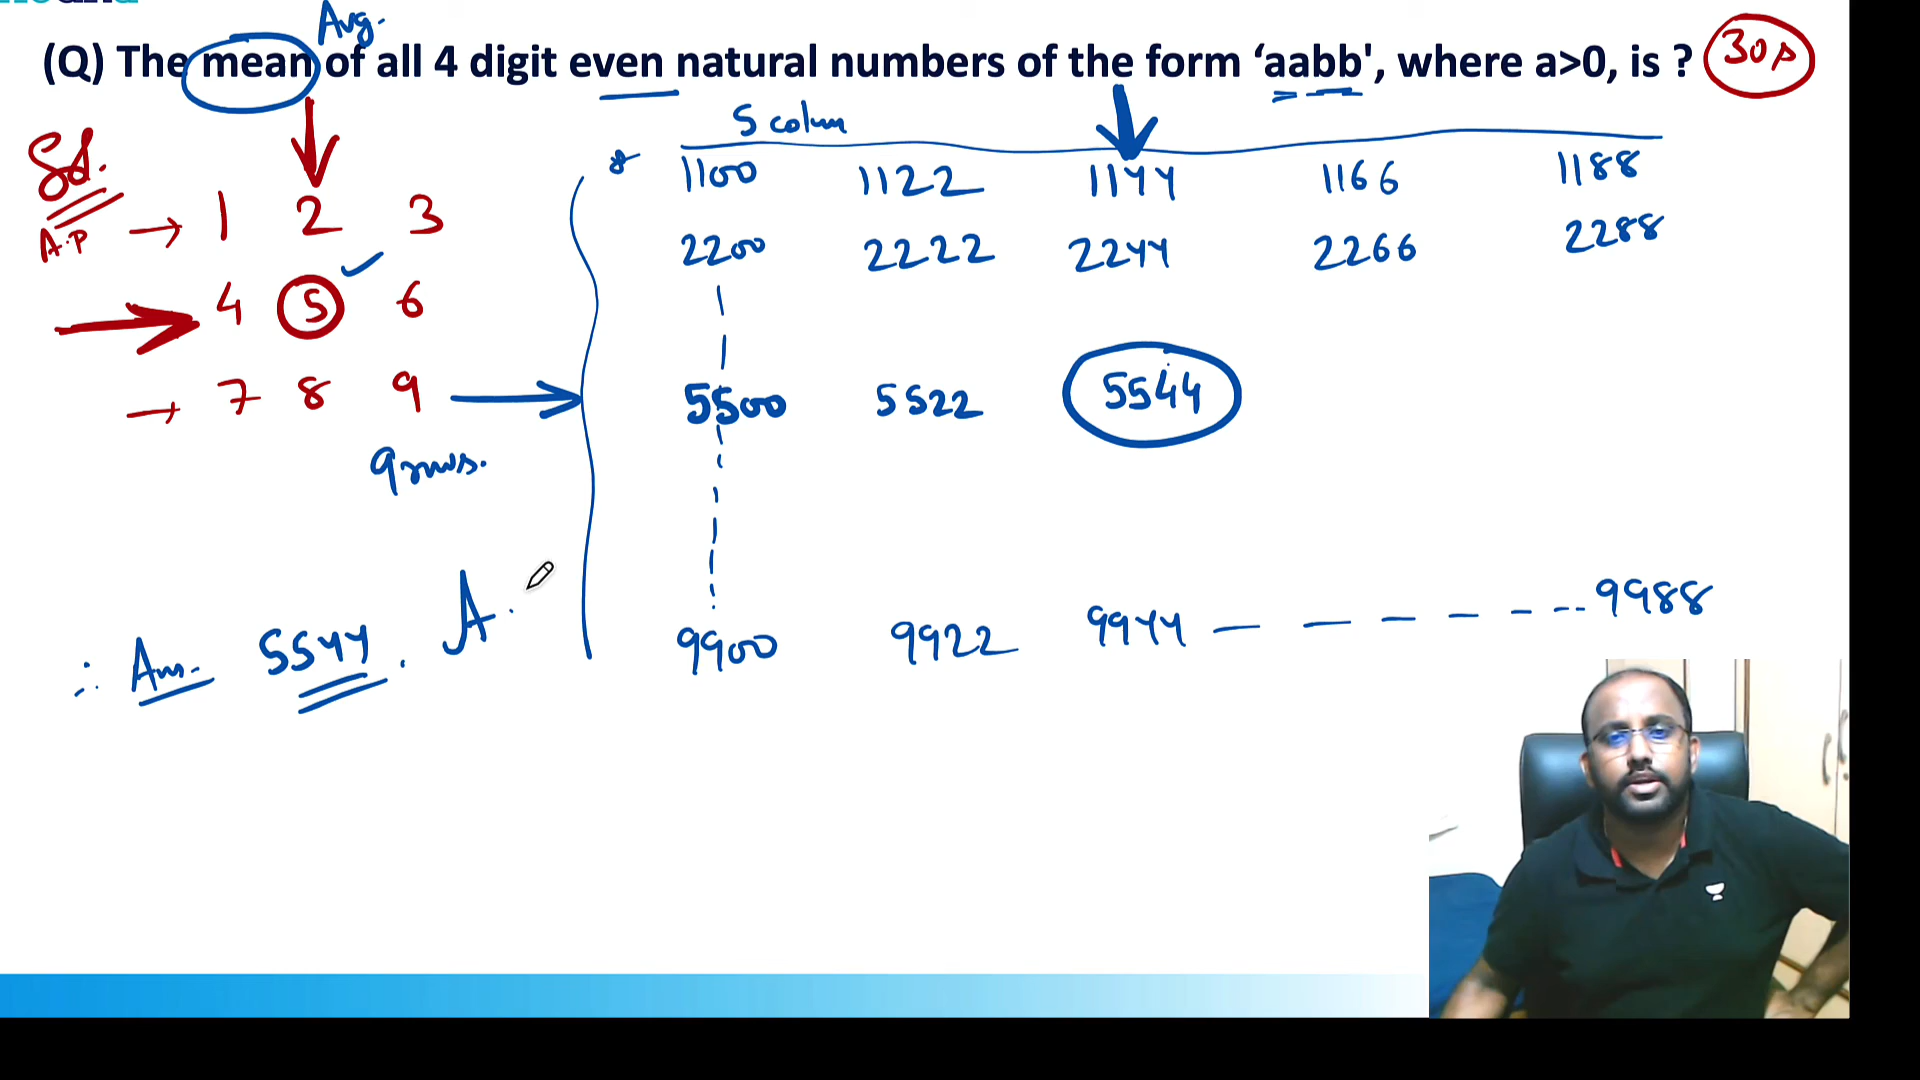 Avg.
(Q) The mean of all 4 digit even natural numbers of the form ‘aabb', where a>0, is ?
5 colum
Sol.
1100 1122 1144 1166 1188
A.P → 1 2 3
2200 2222 2244 2266 2288
4 5 6
7 8 9
5500 5522 5544
9 rows.
9900 9922 9944 9988
∴ Ans. 5544. A.